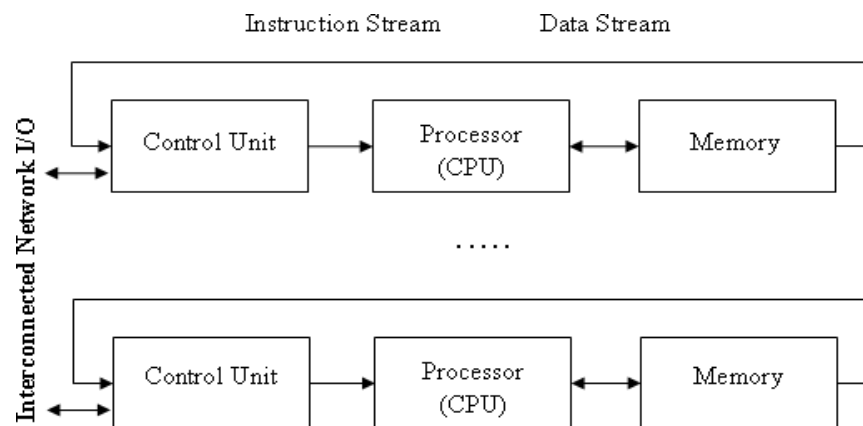 Instruction Stream Data Stream
Interconnected Network I/O
Control Unit
Processor
(CPU)
Memory
.....
Control Unit
Processor
(CPU)
Memory